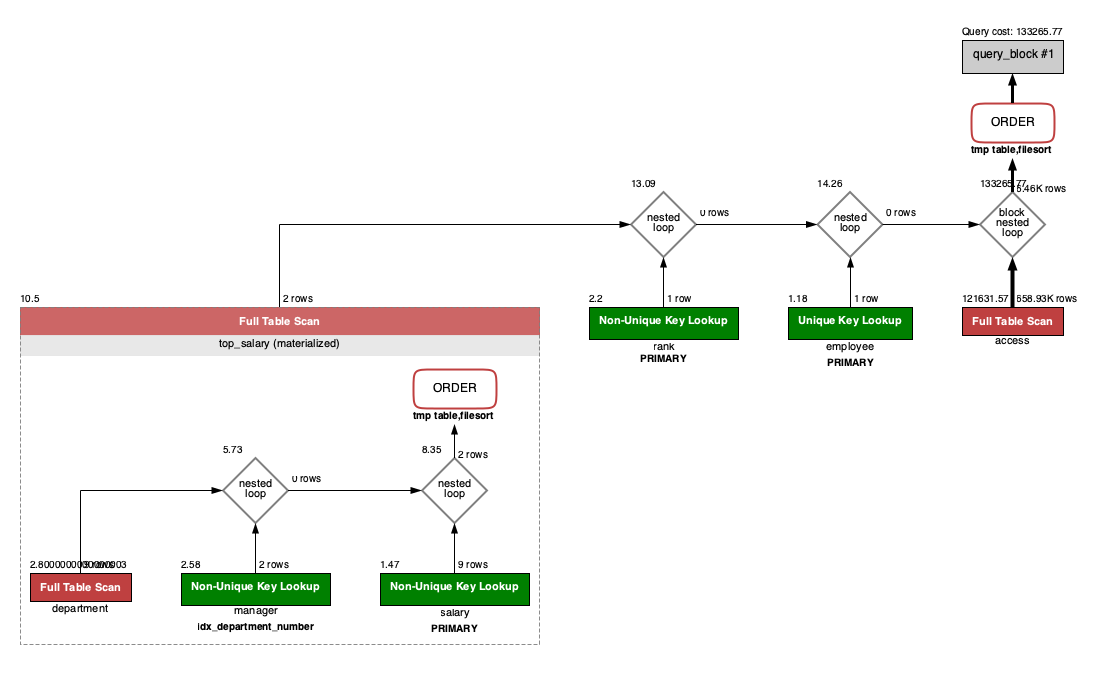 Query cost: 133265.77
query_block #1
ORDER
tmp table,filesort
13.09
14.26
133265.77
nested
loop
0 rows
nested
loop
0 rows
block
nested
loop
10.5
2 rows
2.2
1 row
1.18
1 row
121631.57
658.93K rows
Full Table Scan
Non-Unique Key Lookup
Unique Key Lookup
Full Table Scan
top_salary (materialized)
rank
PRIMARY
employee
PRIMARY
access
ORDER
tmp table,filesort
5.73
8.35
2 rows
nested
loop
0 rows
nested
loop
2.58
2 rows
1.47
9 rows
Full Table Scan
Non-Unique Key Lookup
Non-Unique Key Lookup
department
manager
idx_department_number
salary
PRIMARY